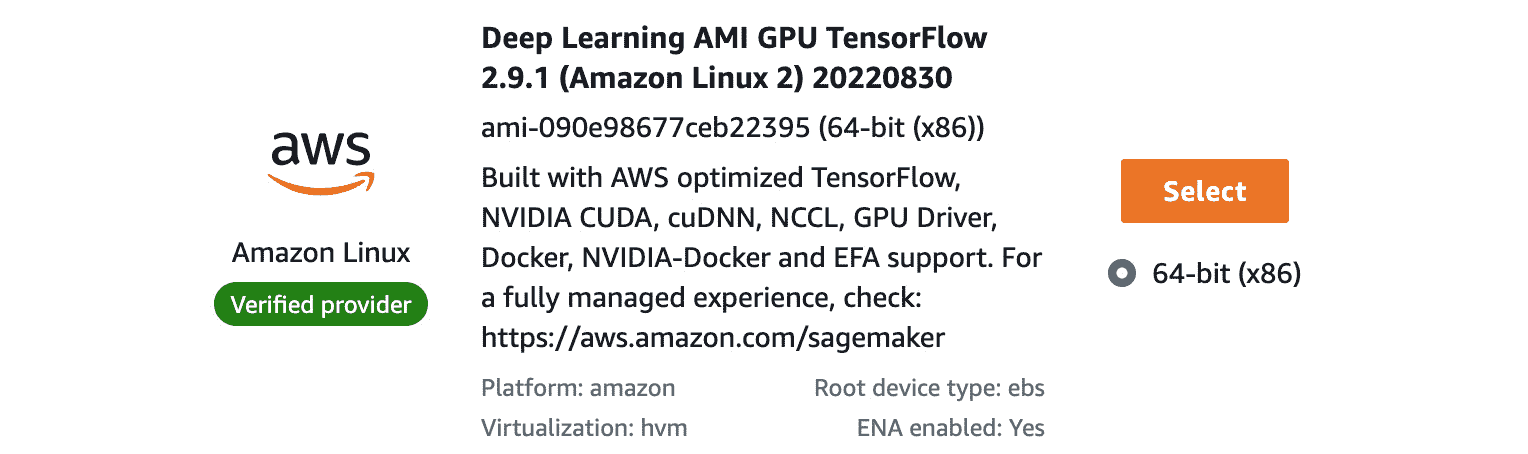 Deep Learning AMI GPU TensorFlow
2.9.1 (Amazon Linux 2) 20220830
ami-090e98677ceb22395 (64-bit (x86))
aws
Amazon Linux
Verified provider
Built with AWS optimized TensorFlow,
NVIDIA CUDA, cuDNN, NCCL, GPU Driver,
Docker, NVIDIA-Docker and EFA support. For
a fully managed experience, check:
https://aws.amazon.com/sagemaker
Platform: amazon
Root device type: ebs
Virtualization: hvm
ENA enabled: Yes
Select
64-bit (x86)